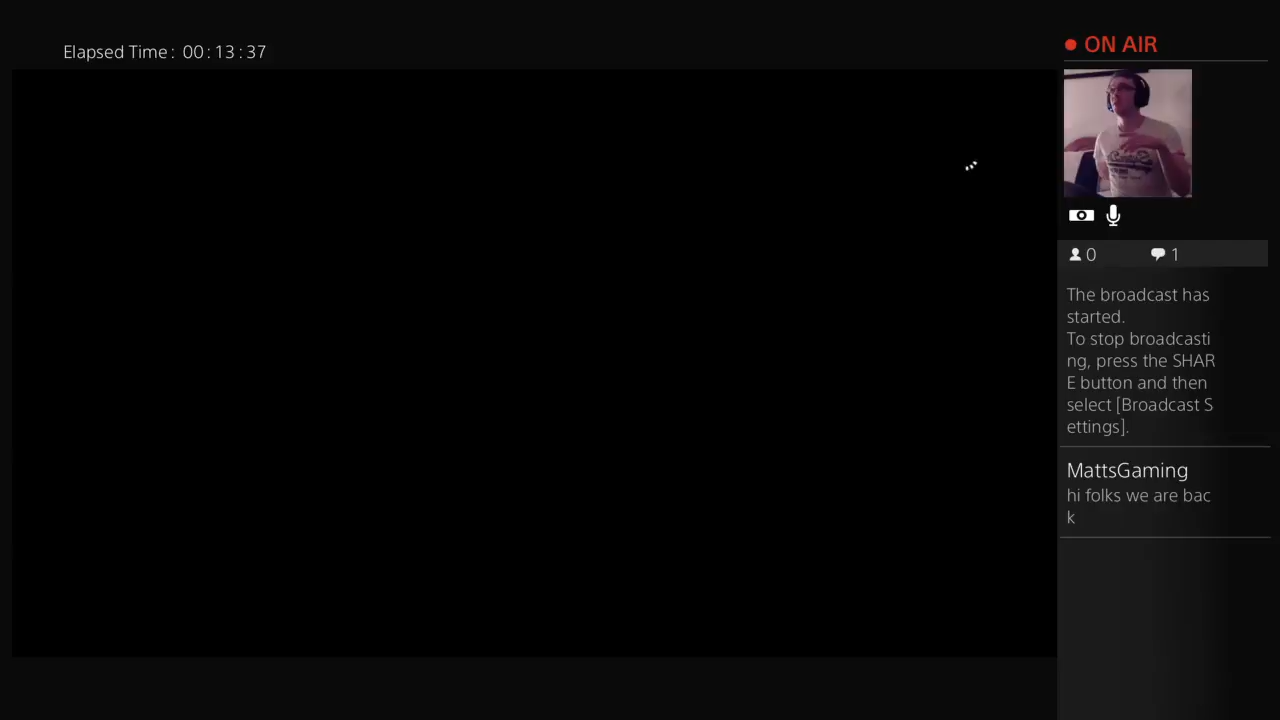 Elapsed Time: 00:13:37
ON AIR
0 1
The broadcast has
started.
To stop broadcasti
ng, press the SHAR
E button and then
select [Broadcast S
ettings].
MattsGaming
hi folks we are bac
k